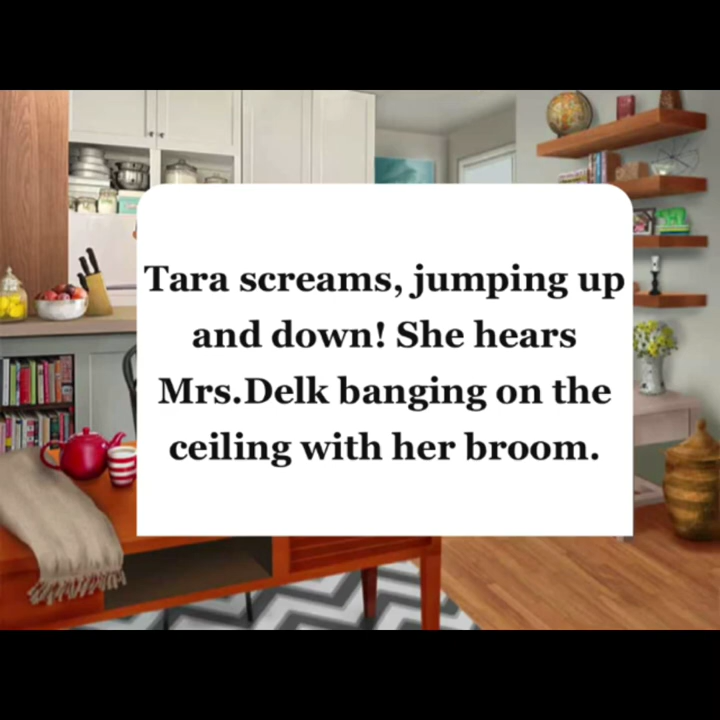 Tara screams, jumping up
and down! She hears
Mrs.Delk banging on the
ceiling with her broom.